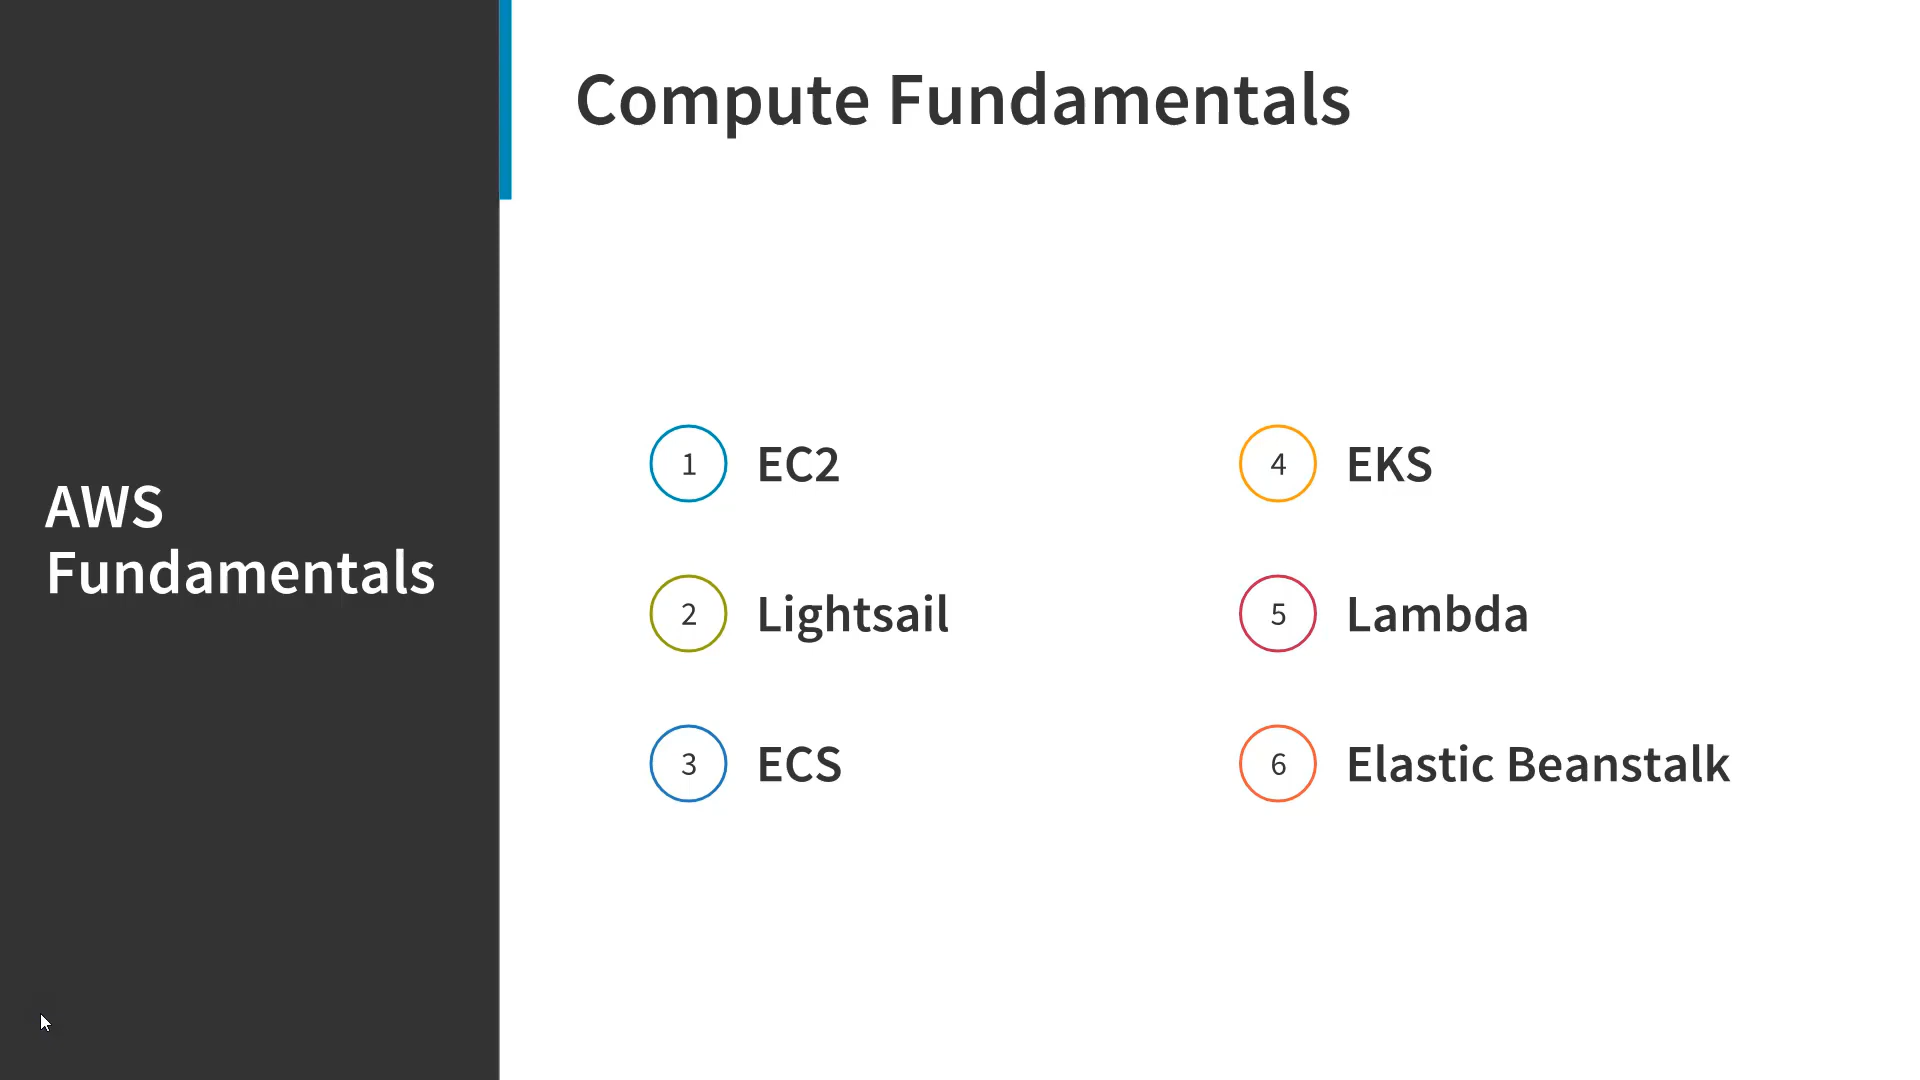 AWS
Fundamentals
Compute Fundamentals
1 EC2
2 Lightsail
3 ECS
4 EKS
5 Lambda
6 Elastic Beanstalk